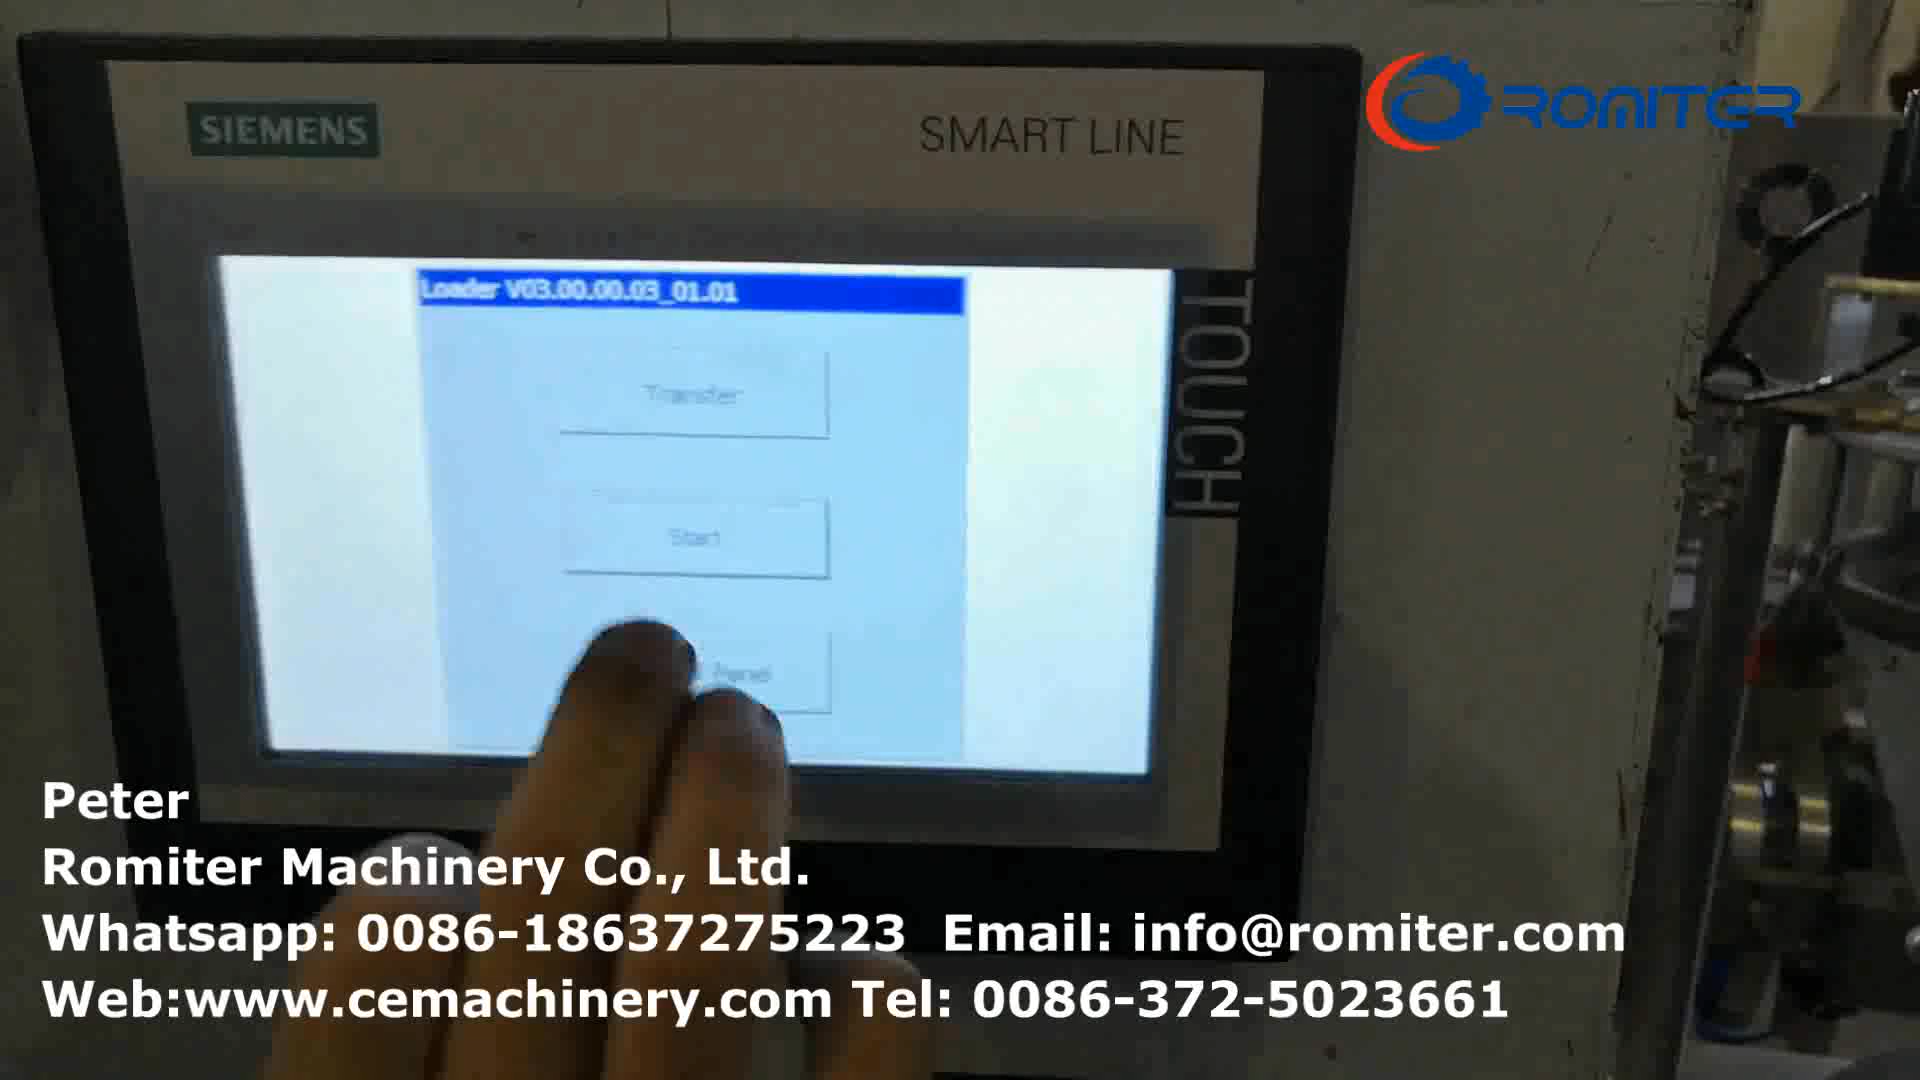 SIEMENS
SMART LINE
ROMITER
TOUCH
Loader V03.00.00.03_01.01
Transfer
Start
Panel
Peter
Romiter Machinery Co., Ltd.
Whatsapp: 0086-18637275223 Email: info@romiter.com
Web:www.cemachinery.com Tel: 0086-372-5023661